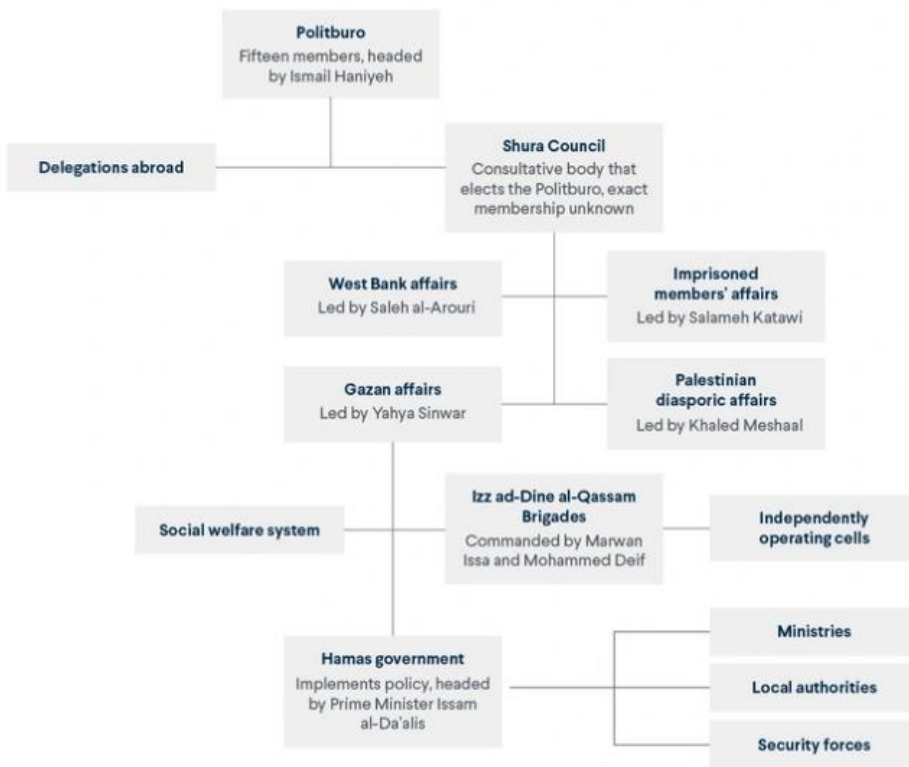 Politburo
Fifteen members, headed
by Ismail Haniyeh
Delegations abroad
Shura Council
Consultative body that
elects the Politburo, exact
membership unknown
West Bank affairs
Led by Saleh al-Arouri
Imprisoned
members' affairs
Led by Salameh Katawi
Gazan affairs
Led by Yahya Sinwar
Palestinian
diasporic affairs
Led by Khaled Meshaal
Social welfare system
Izz ad-Dine al-Qassam
Brigades
Commanded by Marwan
Issa and Mohammed Deif
Independently
operating cells
Hamas government
Implements policy, headed
by Prime Minister Issam
al-Da'alis
Ministries
Local authorities
Security forces